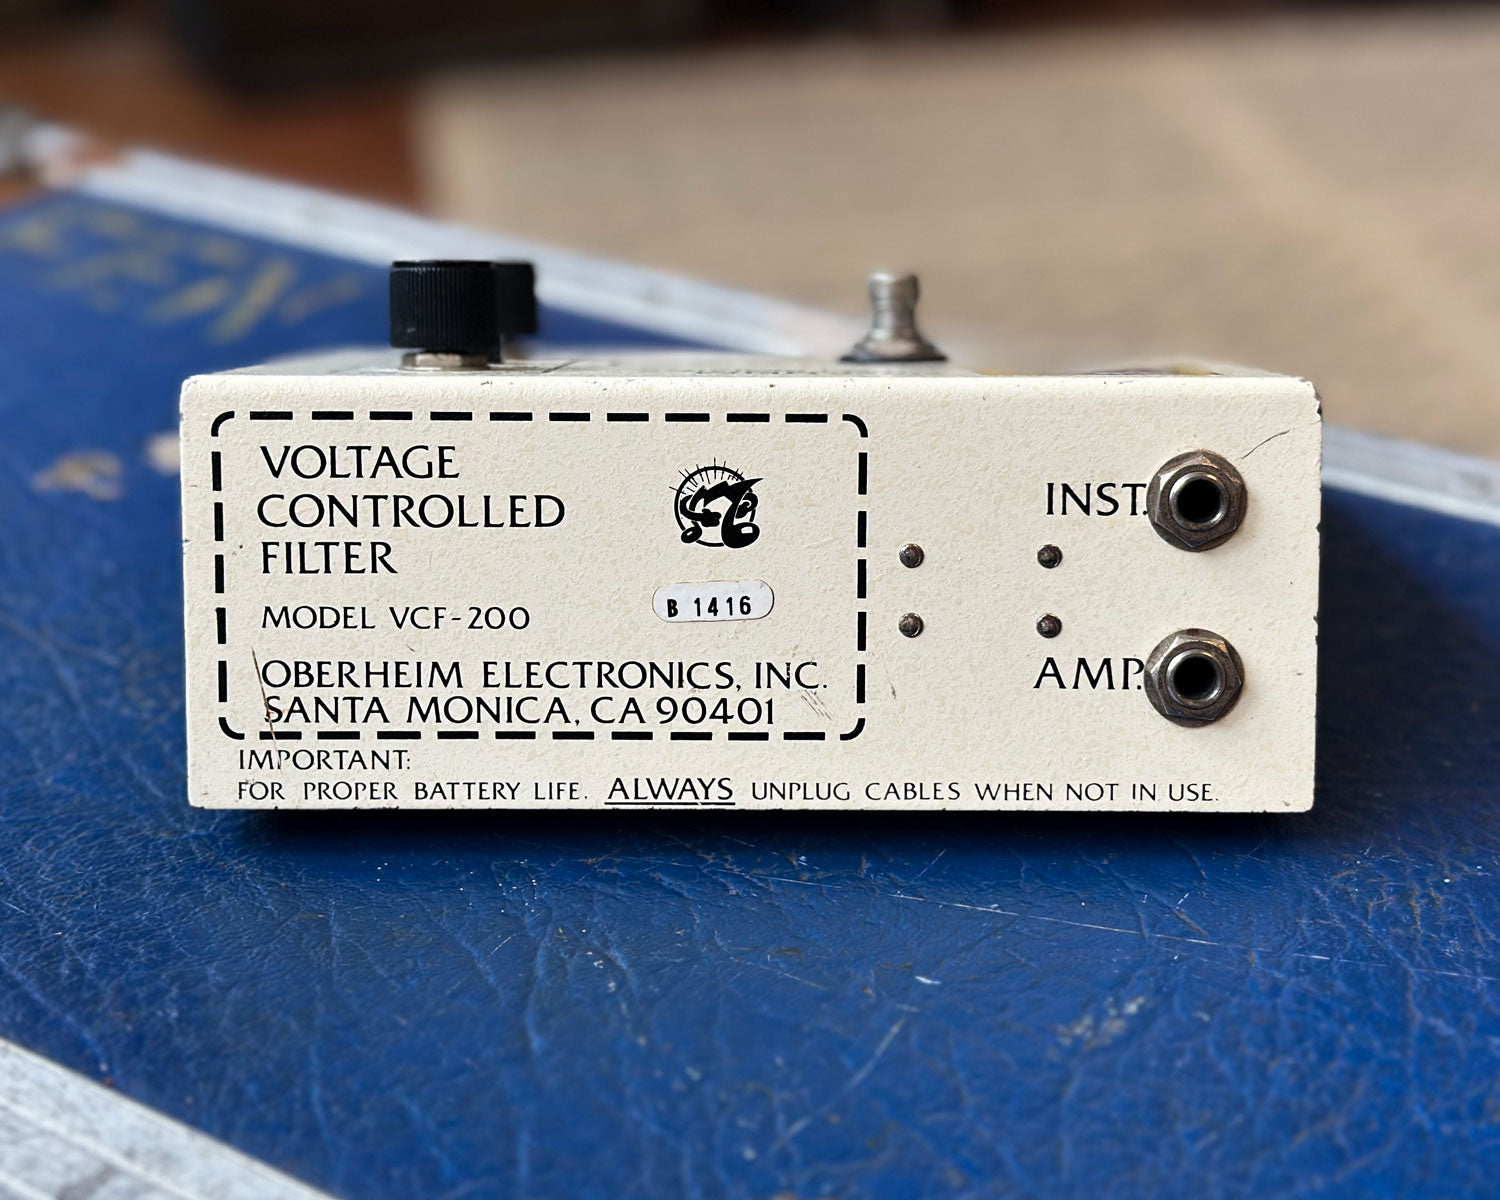 VOLTAGE
CONTROLLED
FILTER
MODEL VCF-200
B 1416
OBERHEIM ELECTRONICS, INC.
SANTA MONICA, CA 90401
IMPORTANT:
FOR PROPER BATTERY LIFE, ALWAYS UNPLUG CABLES WHEN NOT IN USE.
INST.
AMP.